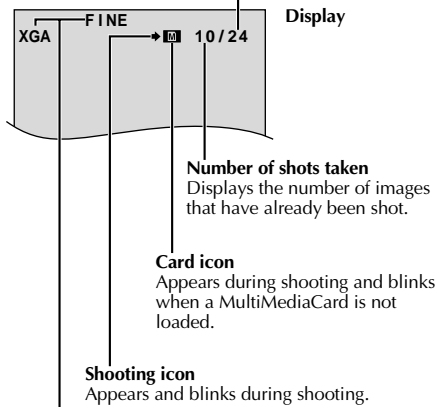 Display
FINE
XGA M 10/24
Number of shots taken
Displays the number of images
that have already been shot.
Card icon
Appears during shooting and blinks
when a MultiMediaCard is not
loaded.
Shooting icon
Appears and blinks during shooting.